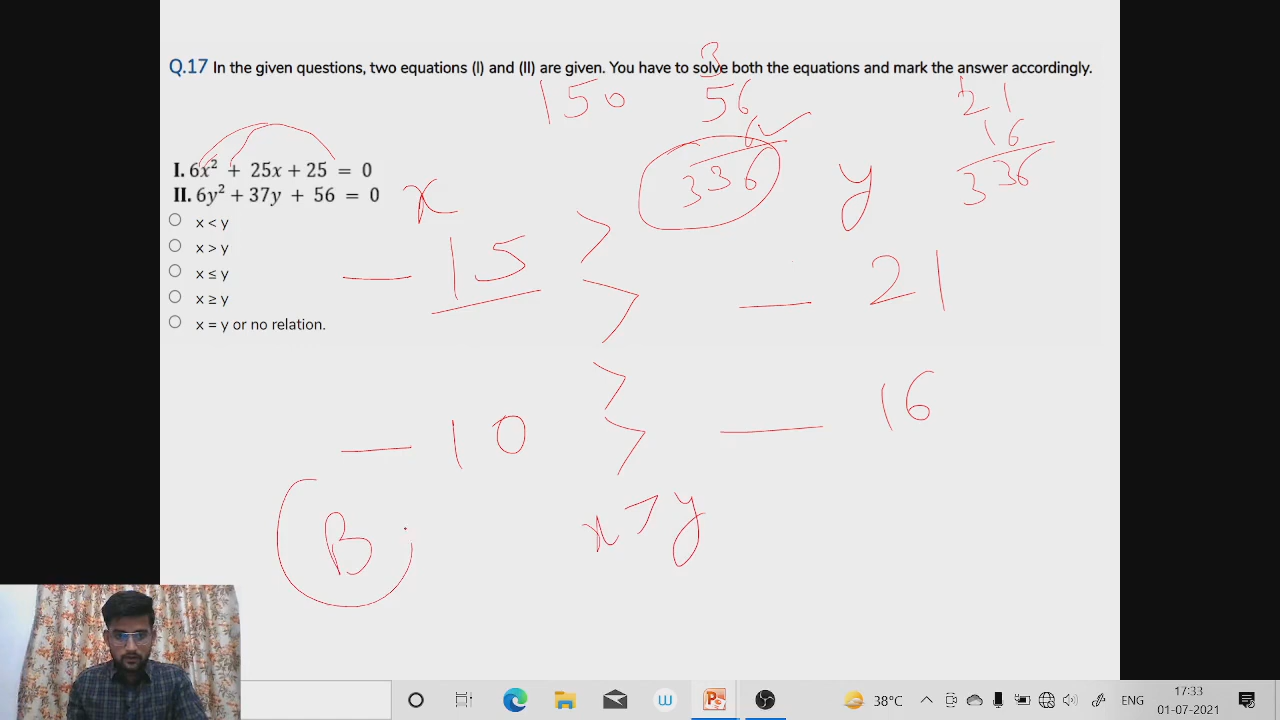 Q.17 In the given questions, two equations (I) and (II) are given. You have to solve both the equations and mark the answer accordingly.
3
150 56 21
6 16
336 336
I. 6x² + 25x + 25 = 0
II. 6y² + 37y + 56 = 0
x y
x < y
x > y
x ≤ y
x ≥ y
x = y or no relation.
— 15 > — 21
>
>
— 10 > — 16
B x > y
38°C ENG 17:33
01-07-2021